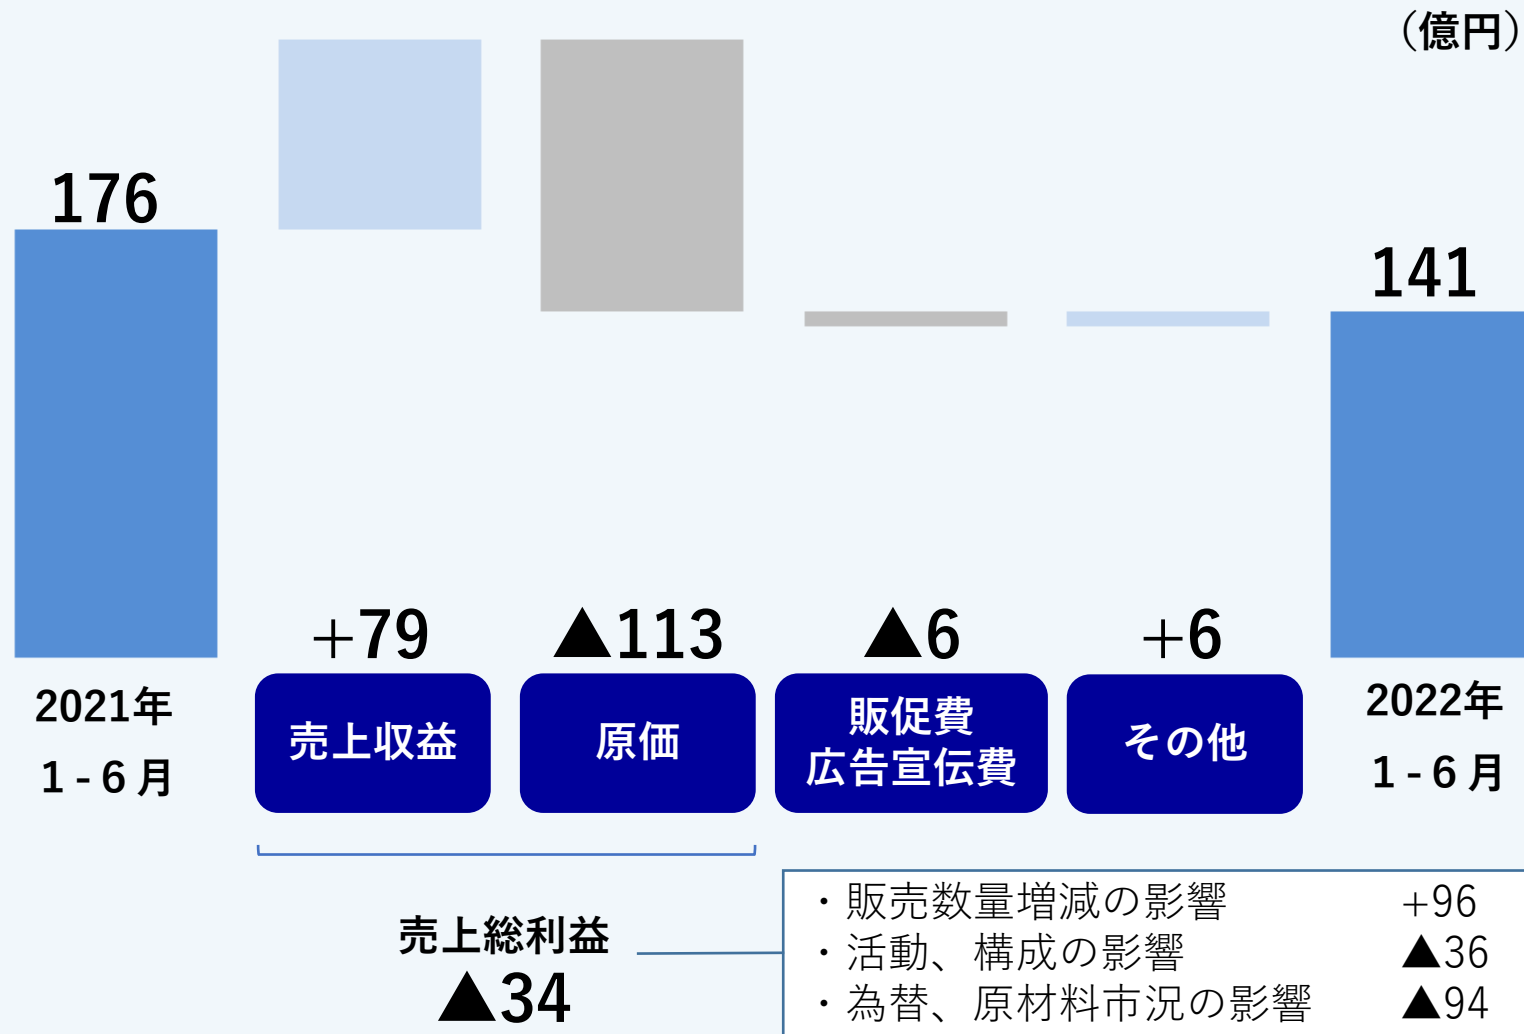 （億円）
176
141
+79
▲113
▲6
+6
2021年
1 - 6 月
売上収益
原価
販促費
広告宣伝費
その他
2022年
1 - 6 月
売上総利益
▲34
・販売数量増減の影響 +96
・活動、構成の影響 ▲36
・為替、原材料市況の影響 ▲94